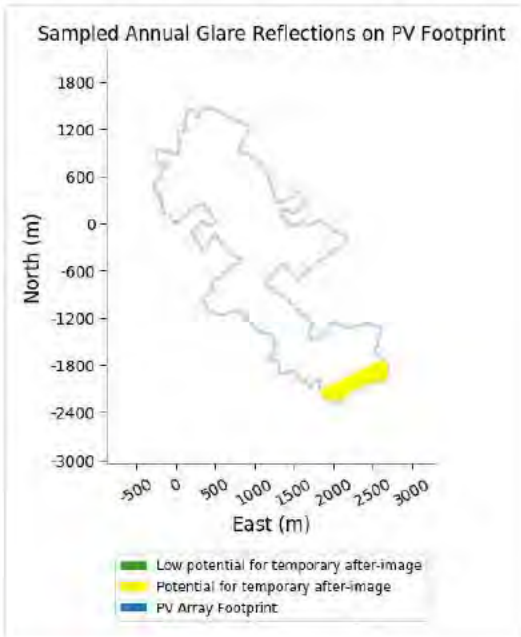 Sampled Annual Glare Reflections on PV Footprint
1800
1200
600
0
-600
-1200
-1800
-2400
-3000
North (m)
-500
0
500
1000
1500
2000
2500
3000
East (m)
Low potential for temporary after-image
Potential for temporary after-image
PV Array Footprint